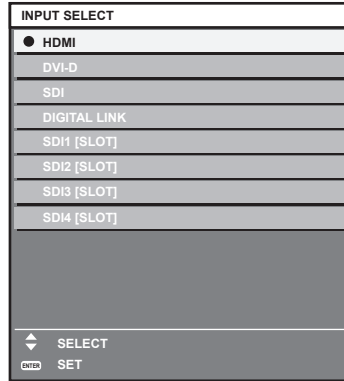 INPUT SELECT
HDMI
DVI-D
SDI
DIGITAL LINK
SDI1 [SLOT]
SDI2 [SLOT]
SDI3 [SLOT]
SDI4 [SLOT]
SELECT
ENTER SET